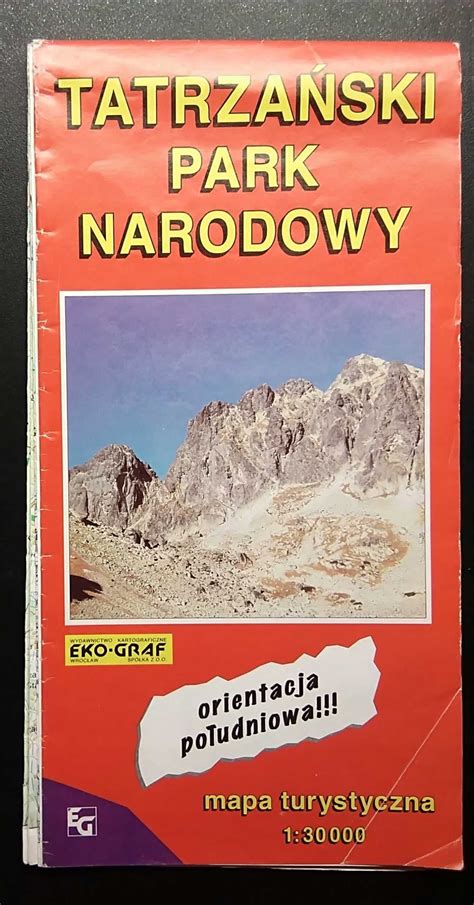 TATRZAŃSKI
PARK
NARODOWY
WYDAWNICTWO KARTOGRAFICZNE
EKO-GRAF
WROCŁAW SPÓŁKA Z O.O.
orientacja
południowa!!!
mapa turystyczna
1:30000
EG